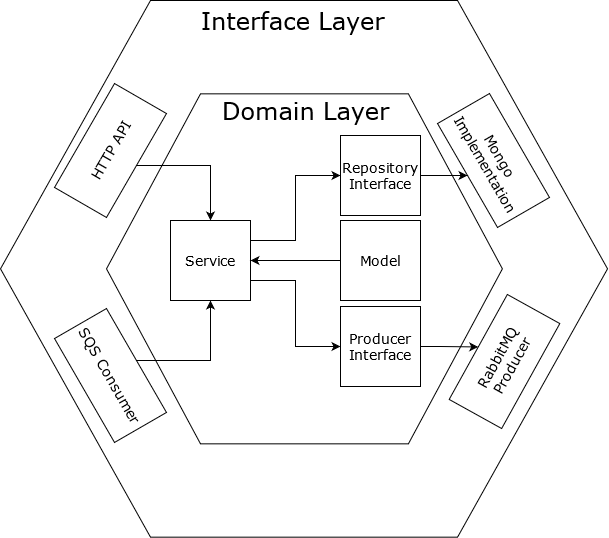 Interface Layer
Domain Layer
HTTP API
Repository
Interface
Mongo
Implementation
Service
Model
SQS Consumer
Producer
Interface
RabbitMQ
Producer